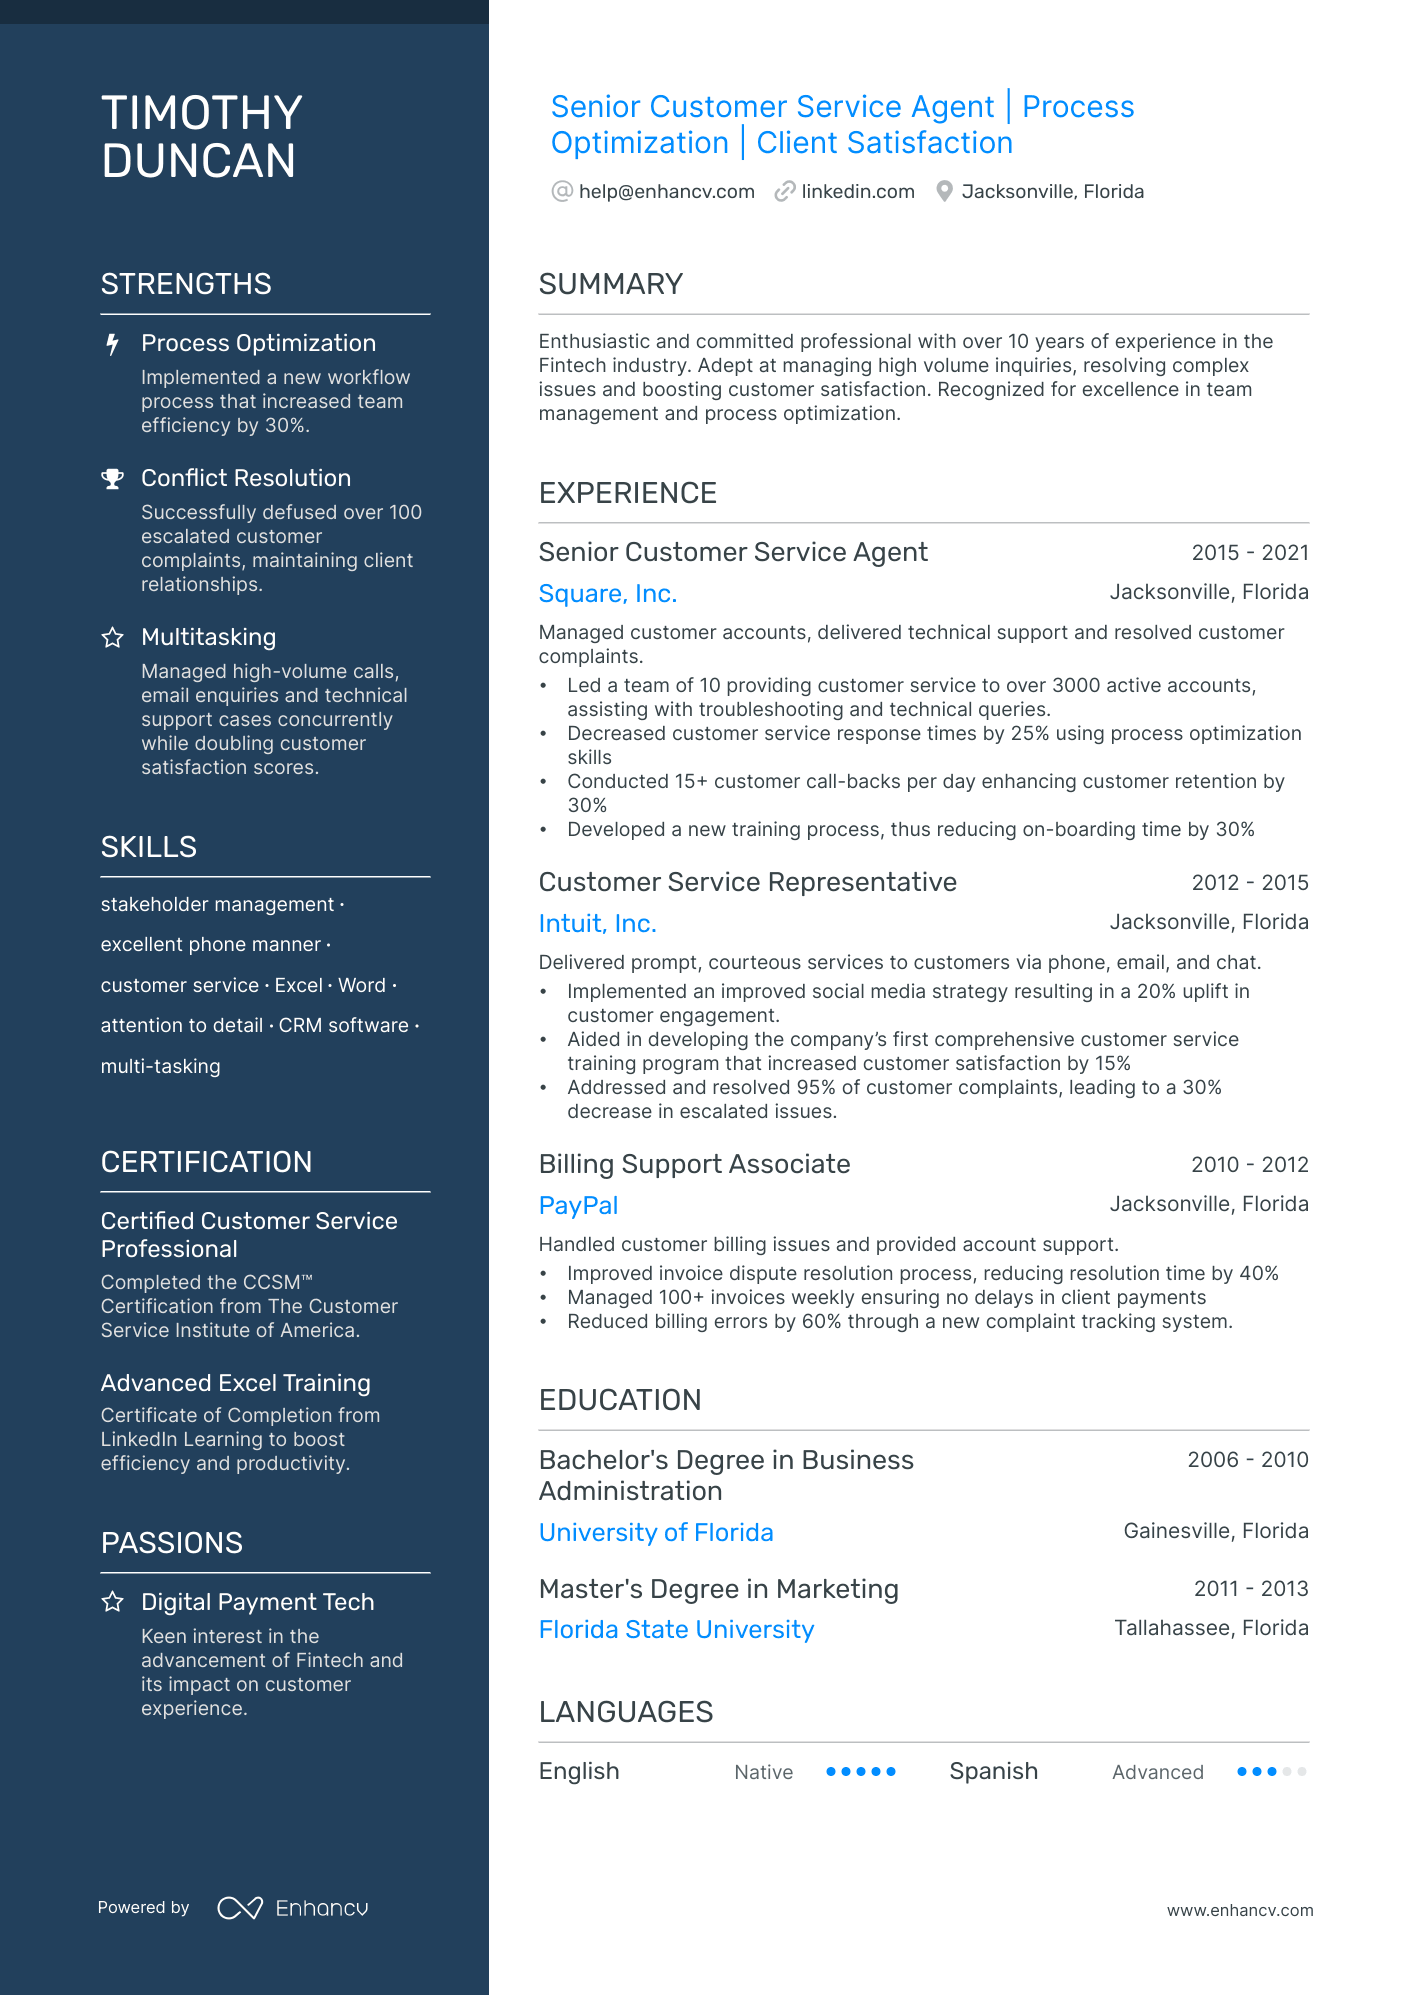 TIMOTHY
DUNCAN
Senior Customer Service Agent | Process
Optimization | Client Satisfaction
help@enhancv.com linkedin.com Jacksonville, Florida
STRENGTHS
Process Optimization
Implemented a new workflow
process that increased team
efficiency by 30%.
Conflict Resolution
Successfully defused over 100
escalated customer
complaints, maintaining client
relationships.
Multitasking
Managed high-volume calls,
email enquiries and technical
support cases concurrently
while doubling customer
satisfaction scores.
SKILLS
stakeholder management ·
excellent phone manner ·
customer service · Excel · Word ·
attention to detail · CRM software ·
multi-tasking
CERTIFICATION
Certified Customer Service
Professional
Completed the CCSM™
Certification from The Customer
Service Institute of America.
Advanced Excel Training
Certificate of Completion from
LinkedIn Learning to boost
efficiency and productivity.
PASSIONS
Digital Payment Tech
Keen interest in the
advancement of Fintech and
its impact on customer
experience.
SUMMARY
Enthusiastic and committed professional with over 10 years of experience in the
Fintech industry. Adept at managing high volume inquiries, resolving complex
issues and boosting customer satisfaction. Recognized for excellence in team
management and process optimization.
EXPERIENCE
Senior Customer Service Agent 2015 - 2021
Square, Inc. Jacksonville, Florida
Managed customer accounts, delivered technical support and resolved customer
complaints.
• Led a team of 10 providing customer service to over 3000 active accounts,
assisting with troubleshooting and technical queries.
• Decreased customer service response times by 25% using process optimization
skills
• Conducted 15+ customer call-backs per day enhancing customer retention by
30%
• Developed a new training process, thus reducing on-boarding time by 30%
Customer Service Representative 2012 - 2015
Intuit, Inc. Jacksonville, Florida
Delivered prompt, courteous services to customers via phone, email, and chat.
• Implemented an improved social media strategy resulting in a 20% uplift in
customer engagement.
• Aided in developing the company’s first comprehensive customer service
training program that increased customer satisfaction by 15%
• Addressed and resolved 95% of customer complaints, leading to a 30%
decrease in escalated issues.
Billing Support Associate 2010 - 2012
PayPal Jacksonville, Florida
Handled customer billing issues and provided account support.
• Improved invoice dispute resolution process, reducing resolution time by 40%
• Managed 100+ invoices weekly ensuring no delays in client payments
• Reduced billing errors by 60% through a new complaint tracking system.
EDUCATION
Bachelor's Degree in Business 2006 - 2010
Administration
University of Florida Gainesville, Florida
Master's Degree in Marketing 2011 - 2013
Florida State University Tallahassee, Florida
LANGUAGES
English Native Spanish Advanced
Powered by Enhancv
www.enhancv.com